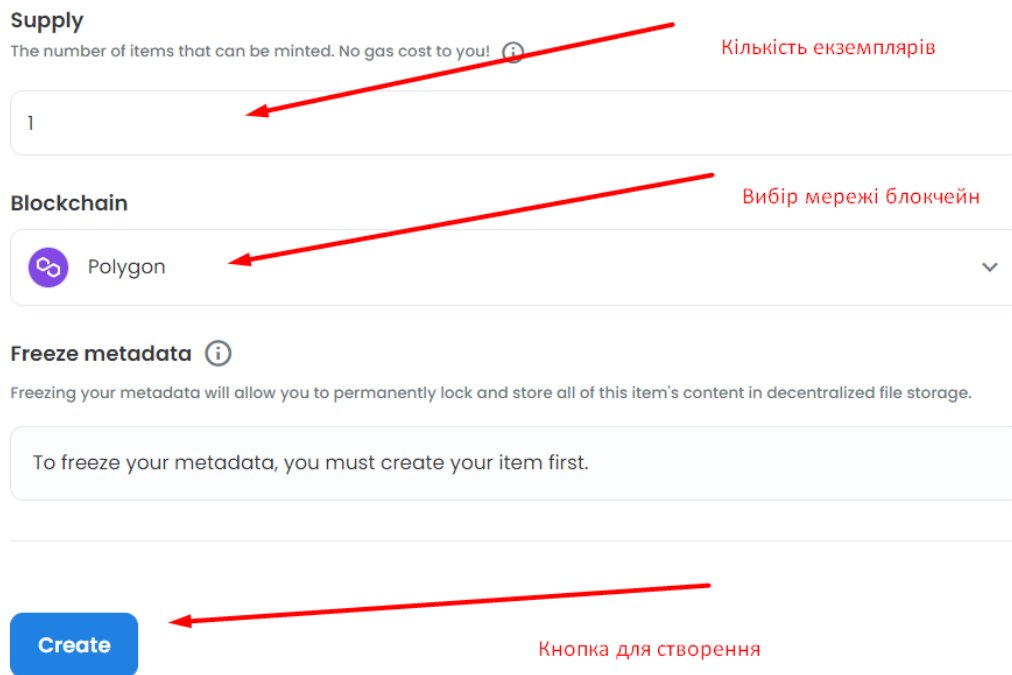 Supply
The number of items that can be minted. No gas cost to you!
Кількість екземплярів
1
Blockchain
Вибір мережі блокчейн
Polygon
Freeze metadata
Freezing your metadata will allow you to permanently lock and store all of this item's content in decentralized file storage.
To freeze your metadata, you must create your item first.
Create
Кнопка для створення